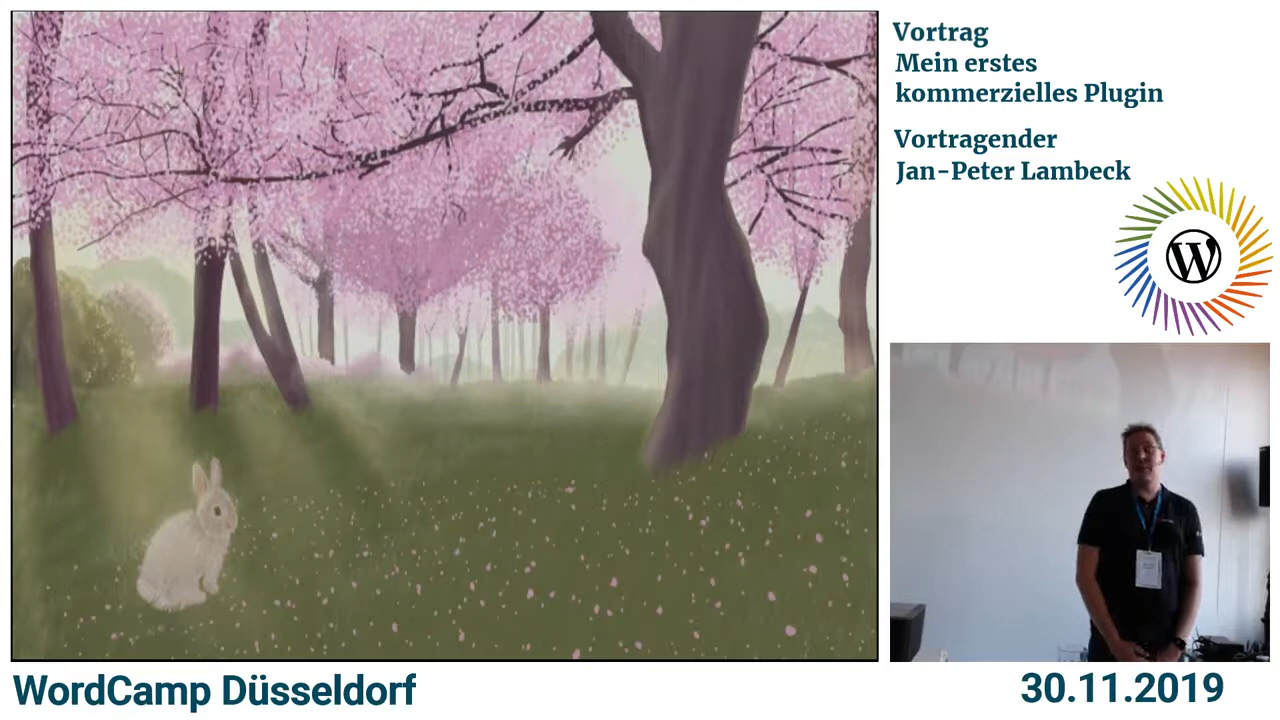 Vortrag
Mein erstes
kommerzielles Plugin
Vortragender
Jan-Peter Lambeck
WordCamp Düsseldorf
30.11.2019